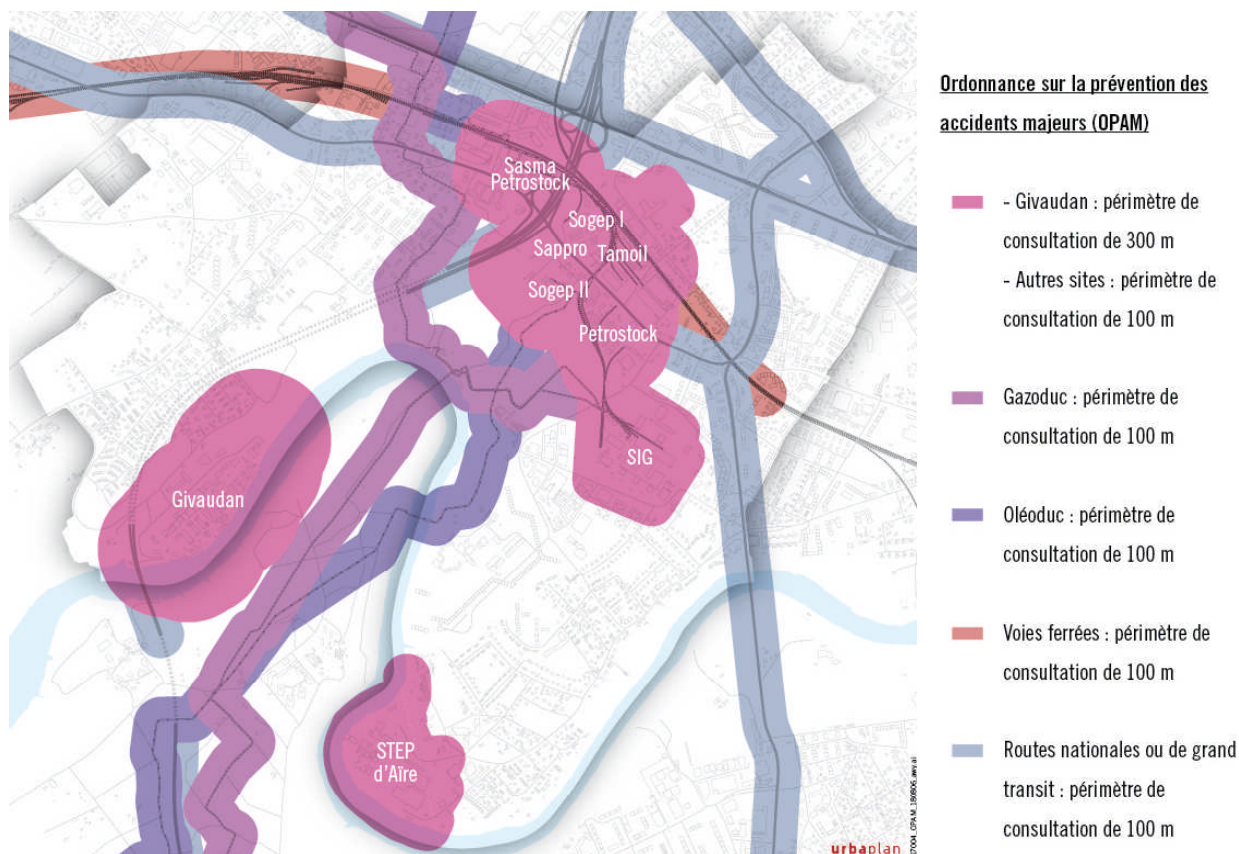 Sasma
Petrostock
Sogep I
Sappro
Tamoil
Sogep II
Petrostock
SIG
Givaudan
STEP
d'Aïre
urbaplan
Ordonnance sur la prévention des
accidents majeurs (OPAM)
- Givaudan : périmètre de
consultation de 300 m
- Autres sites : périmètre de
consultation de 100 m
Gazoduc : périmètre de
consultation de 100 m
Oléoduc : périmètre de
consultation de 100 m
Voies ferrées : périmètre de
consultation de 100 m
Routes nationales ou de grand
transit : périmètre de
consultation de 100 m